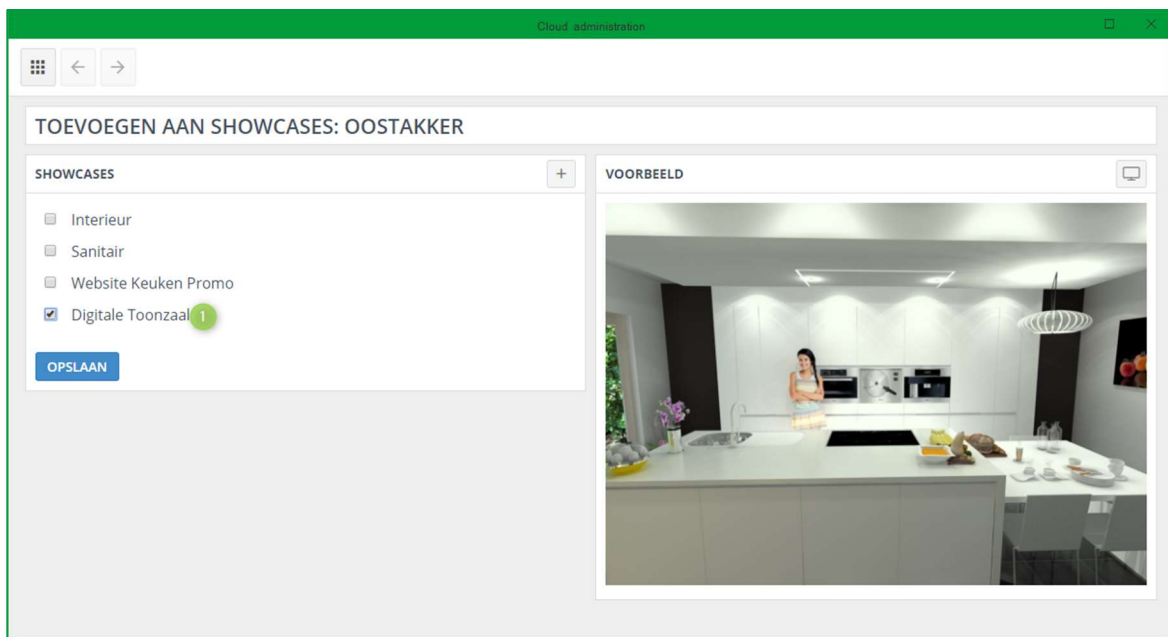 Cloud administration
TOEVOEGEN AAN SHOWCASES: OOSTAKKER
SHOWCASES
Interieur
Sanitair
Website Keuken Promo
Digitale Toonzaal 1
OPSLAAN
VOORBEELD